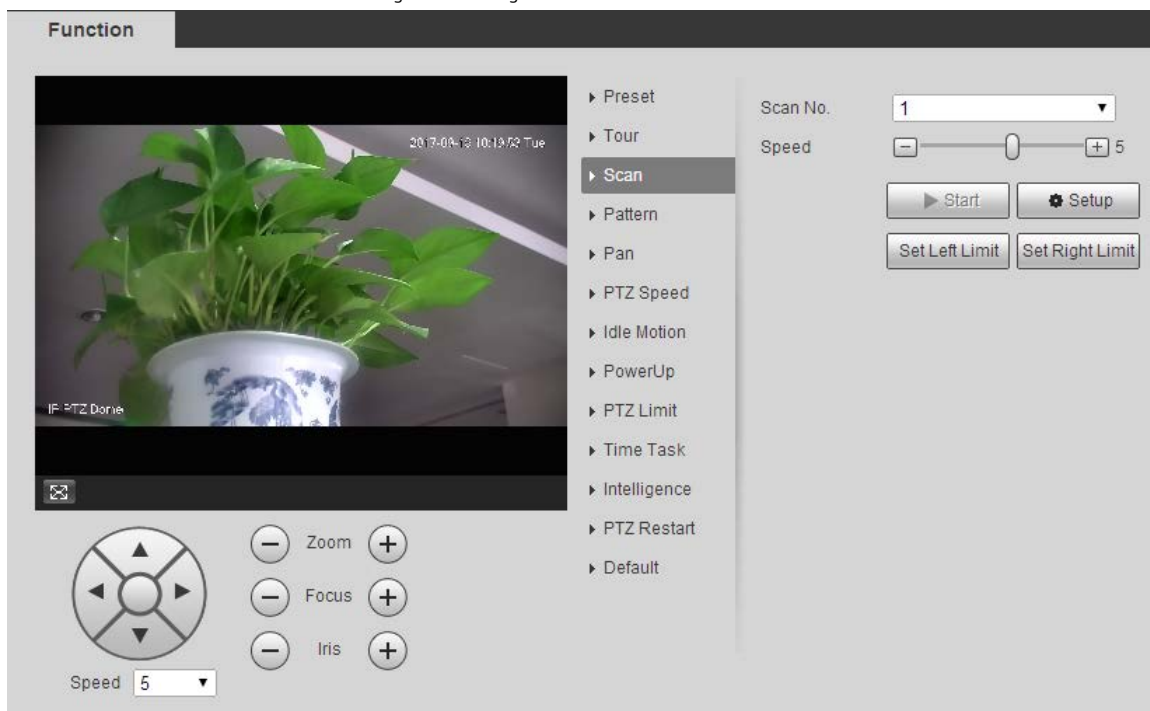 Function
2017-09-19 10:19:52 Tue
IP PTZ Dome
Zoom
Focus
Iris
Speed 5
Preset
Tour
Scan
Pattern
Pan
PTZ Speed
Idle Motion
PowerUp
PTZ Limit
Time Task
Intelligence
PTZ Restart
Default
Scan No. 1
Speed 5
Start Setup
Set Left Limit Set Right Limit